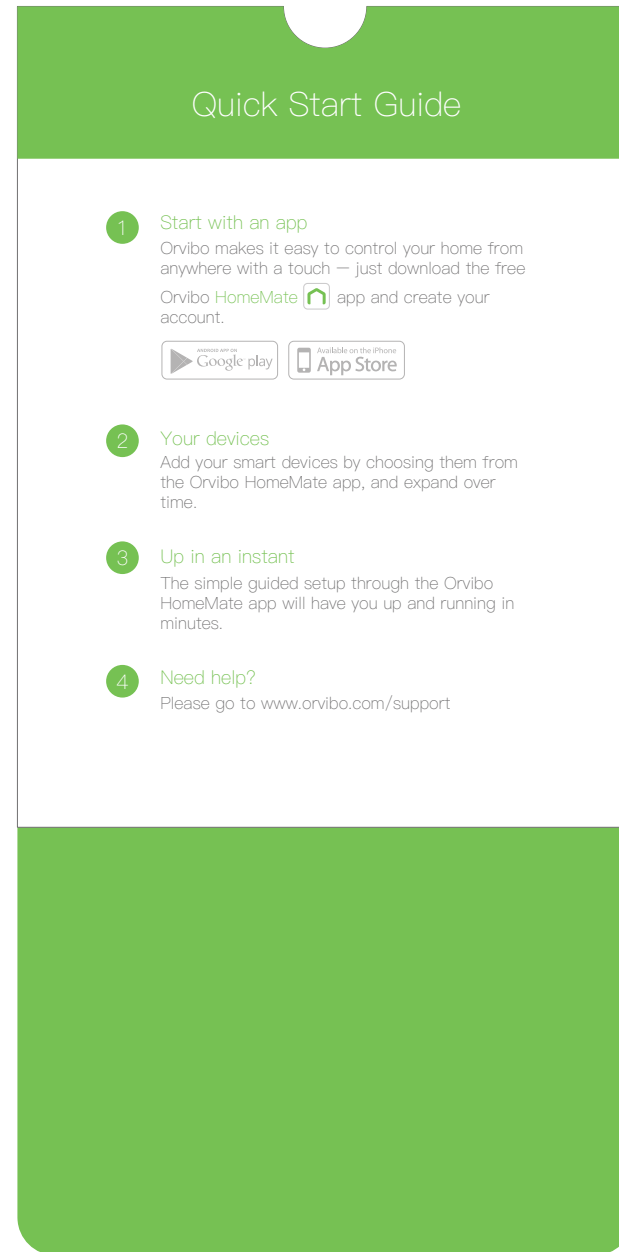 Quick Start Guide
1
Start with an app
Orvibo makes it easy to control your home from
anywhere with a touch — just download the free
Orvibo HomeMate app and create your
account.
ANDROID APP ON
Google play
Available on the iPhone
App Store
2
Your devices
Add your smart devices by choosing them from
the Orvibo HomeMate app, and expand over
time.
3
Up in an instant
The simple guided setup through the Orvibo
HomeMate app will have you up and running in
minutes.
4
Need help?
Please go to www.orvibo.com/support